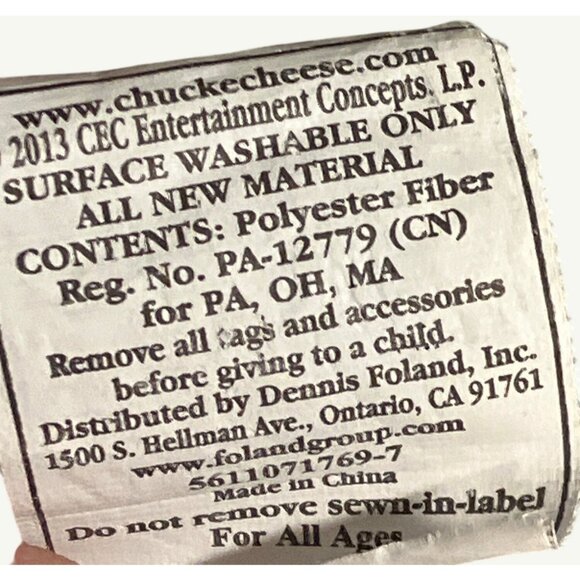 www.chuckecheese.com
2013 CEC Entertainment Concepts, L.P.
SURFACE WASHABLE ONLY
ALL NEW MATERIAL
CONTENTS: Polyester Fiber
Reg. No. PA-12779 (CN)
for PA, OH, MA
Remove all tags and accessories
before giving to a child.
Distributed by Dennis Foland, Inc.
1500 S. Hellman Ave., Ontario, CA 91761
www.folandgroup.com
5611071769-7
Made in China
Do not remove sewn-in-label
For All Ages